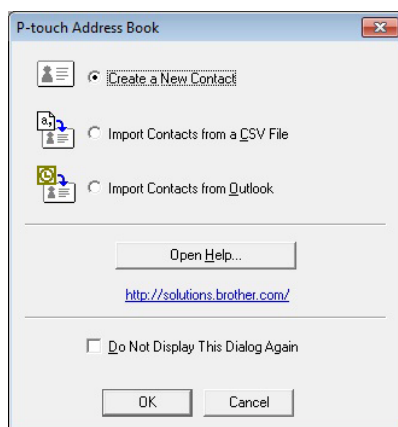 P-touch Address Book
Create a New Contact
a,
Import Contacts from a CSV File
Import Contacts from Outlook
Open Help...
http://solutions.brother.com/
Do Not Display This Dialog Again
OK
Cancel